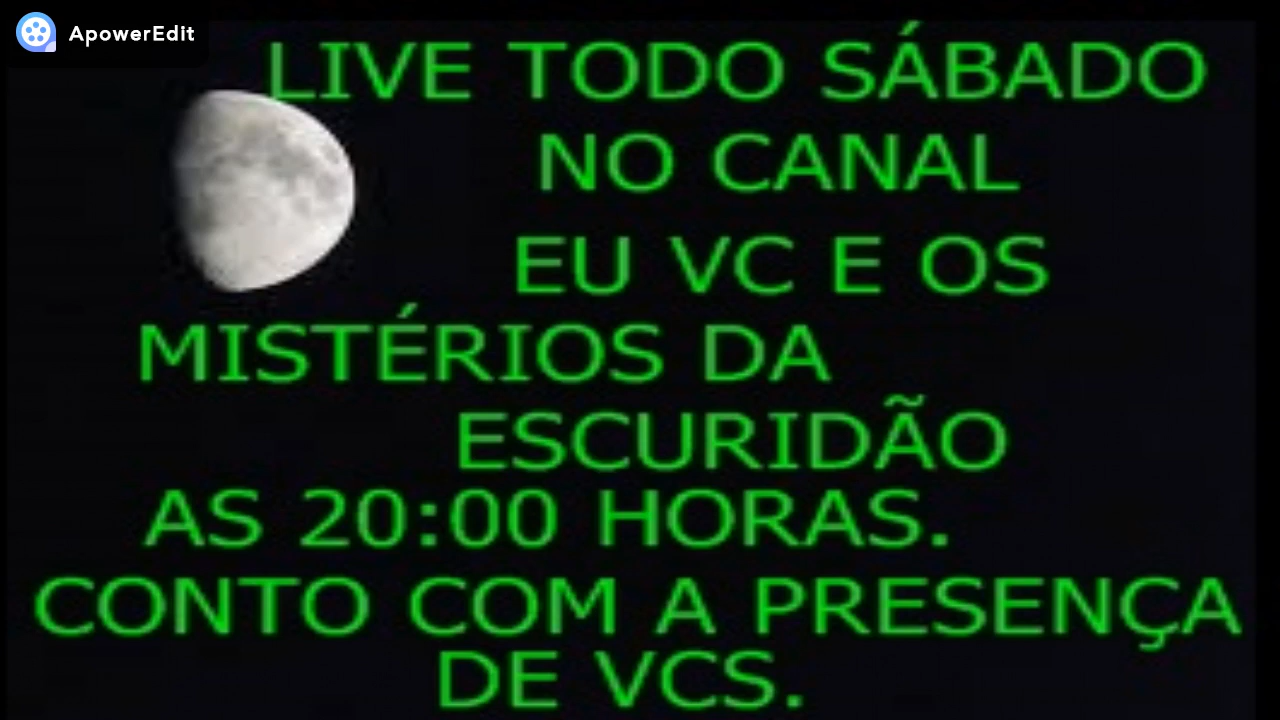 ApowerEdit
LIVE TODO SÁBADO
NO CANAL
EU VC E OS
MISTÉRIOS DA
ESCURIDÃO
AS 20:00 HORAS.
CONTO COM A PRESENÇA
DE VCS.